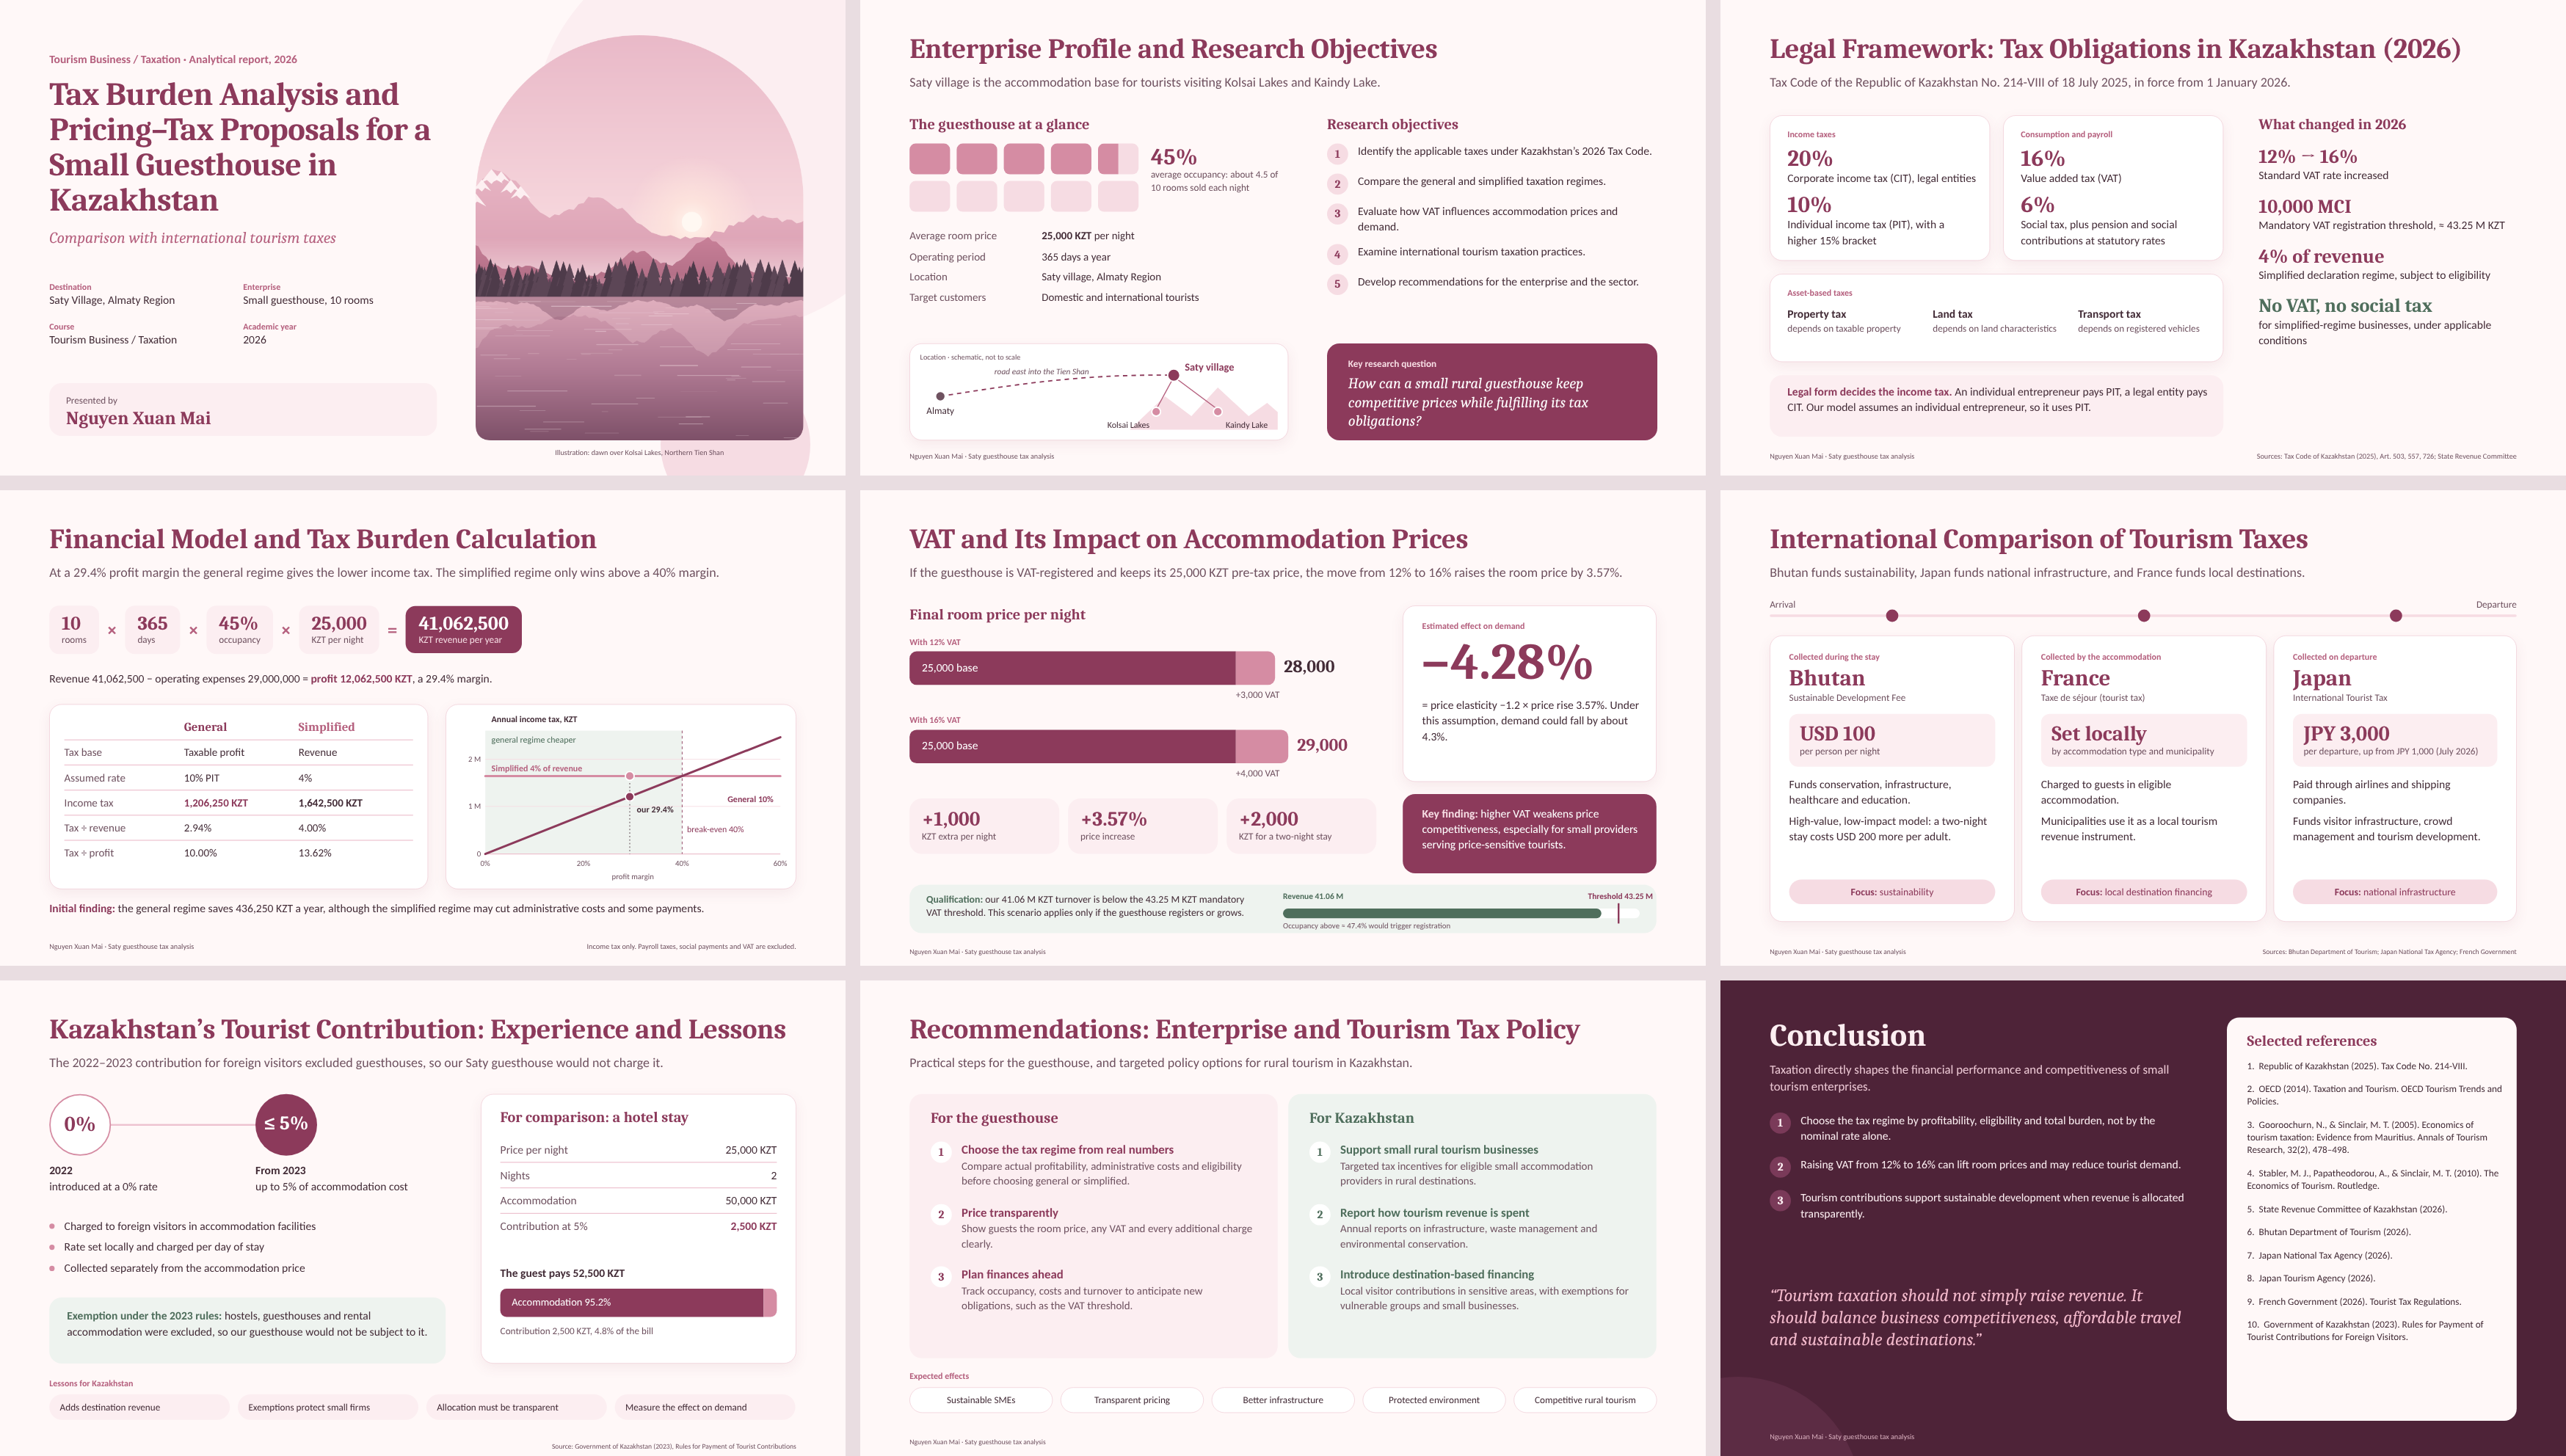 Tourism Business / Taxation · Analytical report, 2026
Tax Burden Analysis and
Pricing–Tax Proposals for a
Small Guesthouse in
Kazakhstan
Comparison with international tourism taxes
Destination
Saty Village, Almaty Region
Enterprise
Small guesthouse, 10 rooms
Course
Tourism Business / Taxation
Academic year
2026
Presented by
Nguyen Xuan Mai
Illustration: dawn over Kolsai Lakes, Northern Tien Shan
Enterprise Profile and Research Objectives
Saty village is the accommodation base for tourists visiting Kolsai Lakes and Kaindy Lake.
The guesthouse at a glance
45%
average occupancy: about 4.5 of
10 rooms sold each night
Average room price 25,000 KZT per night
Operating period 365 days a year
Location Saty village, Almaty Region
Target customers Domestic and international tourists
Location · schematic, not to scale
road east into the Tien Shan
Saty village
Almaty
Kolsai Lakes
Kaindy Lake
Research objectives
1 Identify the applicable taxes under Kazakhstan’s 2026 Tax Code.
2 Compare the general and simplified taxation regimes.
3 Evaluate how VAT influences accommodation prices and
demand.
4 Examine international tourism taxation practices.
5 Develop recommendations for the enterprise and the sector.
Key research question
How can a small rural guesthouse keep
competitive prices while fulfilling its tax
obligations?
Nguyen Xuan Mai · Saty guesthouse tax analysis
Legal Framework: Tax Obligations in Kazakhstan (2026)
Tax Code of the Republic of Kazakhstan No. 214-VIII of 18 July 2025, in force from 1 January 2026.
Income taxes
20%
Corporate income tax (CIT), legal entities
10%
Individual income tax (PIT), with a
higher 15% bracket
Consumption and payroll
16%
Value added tax (VAT)
6%
Social tax, plus pension and social
contributions at statutory rates
Asset-based taxes
Property tax
depends on taxable property
Land tax
depends on land characteristics
Transport tax
depends on registered vehicles
Legal form decides the income tax. An individual entrepreneur pays PIT, a legal entity pays
CIT. Our model assumes an individual entrepreneur, so it uses PIT.
What changed in 2026
12% → 16%
Standard VAT rate increased
10,000 MCI
Mandatory VAT registration threshold, ≈ 43.25 M KZT
4% of revenue
Simplified declaration regime, subject to eligibility
No VAT, no social tax
for simplified-regime businesses, under applicable
conditions
Nguyen Xuan Mai · Saty guesthouse tax analysis
Sources: Tax Code of Kazakhstan (2025), Art. 503, 557, 726; State Revenue Committee
Financial Model and Tax Burden Calculation
At a 29.4% profit margin the general regime gives the lower income tax. The simplified regime only wins above a 40% margin.
10 × 365 × 45% × 25,000 = 41,062,500
rooms days occupancy KZT per night KZT revenue per year
Revenue 41,062,500 − operating expenses 29,000,000 = profit 12,062,500 KZT, a 29.4% margin.
General Simplified
Tax base Taxable profit Revenue
Assumed rate 10% PIT 4%
Income tax 1,206,250 KZT 1,642,500 KZT
Tax ÷ revenue 2.94% 4.00%
Tax ÷ profit 10.00% 13.62%
Annual income tax, KZT
general regime cheaper
2 M
Simplified 4% of revenue
General 10%
1 M
our 29.4%
break-even 40%
0
0% 20% 40% 60%
profit margin
Initial finding: the general regime saves 436,250 KZT a year, although the simplified regime may cut administrative costs and some payments.
Nguyen Xuan Mai · Saty guesthouse tax analysis
Income tax only. Payroll taxes, social payments and VAT are excluded.
VAT and Its Impact on Accommodation Prices
If the guesthouse is VAT-registered and keeps its 25,000 KZT pre-tax price, the move from 12% to 16% raises the room price by 3.57%.
Final room price per night
With 12% VAT
25,000 base 28,000
+3,000 VAT
With 16% VAT
25,000 base 29,000
+4,000 VAT
+1,000
KZT extra per night
+3.57%
price increase
+2,000
KZT for a two-night stay
Estimated effect on demand
−4.28%
= price elasticity −1.2 × price rise 3.57%. Under
this assumption, demand could fall by about
4.3%.
Key finding: higher VAT weakens price
competitiveness, especially for small providers
serving price-sensitive tourists.
Qualification: our 41.06 M KZT turnover is below the 43.25 M KZT mandatory
VAT threshold. This scenario applies only if the guesthouse registers or grows.
Revenue 41.06 M
Threshold 43.25 M
Occupancy above ≈ 47.4% would trigger registration
Nguyen Xuan Mai · Saty guesthouse tax analysis
International Comparison of Tourism Taxes
Bhutan funds sustainability, Japan funds national infrastructure, and France funds local destinations.
Arrival
Departure
Collected during the stay
Bhutan
Sustainable Development Fee
USD 100
per person per night
Funds conservation, infrastructure,
healthcare and education.
High-value, low-impact model: a two-night
stay costs USD 200 more per adult.
Focus: sustainability
Collected by the accommodation
France
Taxe de séjour (tourist tax)
Set locally
by accommodation type and municipality
Charged to guests in eligible
accommodation.
Municipalities use it as a local tourism
revenue instrument.
Focus: local destination financing
Collected on departure
Japan
International Tourist Tax
JPY 3,000
per departure, up from JPY 1,000 (July 2026)
Paid through airlines and shipping
companies.
Funds visitor infrastructure, crowd
management and tourism development.
Focus: national infrastructure
Nguyen Xuan Mai · Saty guesthouse tax analysis
Sources: Bhutan Department of Tourism; Japan National Tax Agency; French Government
Kazakhstan’s Tourist Contribution: Experience and Lessons
The 2022–2023 contribution for foreign visitors excluded guesthouses, so our Saty guesthouse would not charge it.
0%
≤ 5%
2022
introduced at a 0% rate
From 2023
up to 5% of accommodation cost
Charged to foreign visitors in accommodation facilities
Rate set locally and charged per day of stay
Collected separately from the accommodation price
Exemption under the 2023 rules: hostels, guesthouses and rental
accommodation were excluded, so our guesthouse would not be subject to it.
For comparison: a hotel stay
Price per night 25,000 KZT
Nights 2
Accommodation 50,000 KZT
Contribution at 5% 2,500 KZT
The guest pays 52,500 KZT
Accommodation 95.2%
Contribution 2,500 KZT, 4.8% of the bill
Lessons for Kazakhstan
Adds destination revenue
Exemptions protect small firms
Allocation must be transparent
Measure the effect on demand
Source: Government of Kazakhstan (2023), Rules for Payment of Tourist Contributions
Recommendations: Enterprise and Tourism Tax Policy
Practical steps for the guesthouse, and targeted policy options for rural tourism in Kazakhstan.
For the guesthouse
1 Choose the tax regime from real numbers
Compare actual profitability, administrative costs and eligibility
before choosing general or simplified.
2 Price transparently
Show guests the room price, any VAT and every additional charge
clearly.
3 Plan finances ahead
Track occupancy, costs and turnover to anticipate new
obligations, such as the VAT threshold.
For Kazakhstan
1 Support small rural tourism businesses
Targeted tax incentives for eligible small accommodation
providers in rural destinations.
2 Report how tourism revenue is spent
Annual reports on infrastructure, waste management and
environmental conservation.
3 Introduce destination-based financing
Local visitor contributions in sensitive areas, with exemptions for
vulnerable groups and small businesses.
Expected effects
Sustainable SMEs
Transparent pricing
Better infrastructure
Protected environment
Competitive rural tourism
Nguyen Xuan Mai · Saty guesthouse tax analysis
Conclusion
Taxation directly shapes the financial performance and competitiveness of small
tourism enterprises.
1 Choose the tax regime by profitability, eligibility and total burden, not by the
nominal rate alone.
2 Raising VAT from 12% to 16% can lift room prices and may reduce tourist demand.
3 Tourism contributions support sustainable development when revenue is allocated
transparently.
“Tourism taxation should not simply raise revenue. It
should balance business competitiveness, affordable travel
and sustainable destinations.”
Nguyen Xuan Mai · Saty guesthouse tax analysis
Selected references
1. Republic of Kazakhstan (2025). Tax Code No. 214-VIII.
2. OECD (2014). Taxation and Tourism. OECD Tourism Trends and
Policies.
3. Gooroochurn, N., & Sinclair, M. T. (2005). Economics of
tourism taxation: Evidence from Mauritius. Annals of Tourism
Research, 32(2), 478–498.
4. Stabler, M. J., Papatheodorou, A., & Sinclair, M. T. (2010). The
Economics of Tourism. Routledge.
5. State Revenue Committee of Kazakhstan (2026).
6. Bhutan Department of Tourism (2026).
7. Japan National Tax Agency (2026).
8. Japan Tourism Agency (2026).
9. French Government (2026). Tourist Tax Regulations.
10. Government of Kazakhstan (2023). Rules for Payment of
Tourist Contributions for Foreign Visitors.